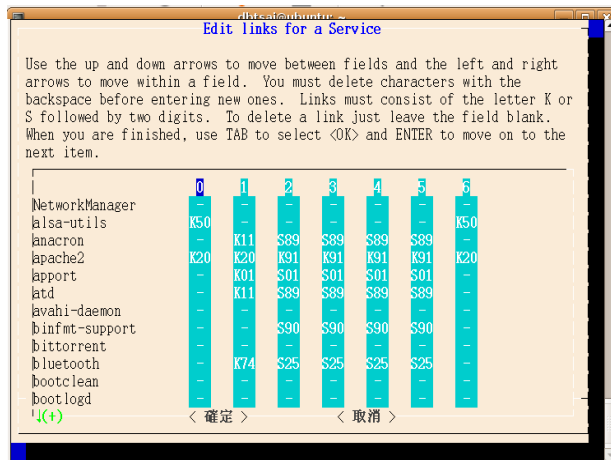 dhtsai@ubuntu: ~
Edit links for a Service
Use the up and down arrows to move between fields and the left and right
arrows to move within a field. You must delete characters with the
backspace before entering new ones. Links must consist of the letter K or
S followed by two digits. To delete a link just leave the field blank.
When you are finished, use TAB to select <OK> and ENTER to move on to the
next item.
0 1 2 3 4 5 6
NetworkManager - - - - - - -
alsa-utils K50 - - - - - K50
anacron - K11 S89 S89 S89 S89 -
apache2 K20 K20 K91 K91 K91 K91 K20
apport - K01 S01 S01 S01 S01 -
atd - K11 S89 S89 S89 S89 -
avahi-daemon - - - - - - -
binfmt-support - - S90 S90 S90 S90 -
bittorrent - - - - - - -
bluetooth - K74 S25 S25 S25 S25 -
bootclean - - - - - - -
bootlogd - - - - - - -
↓(+) < 確定 > < 取消 >